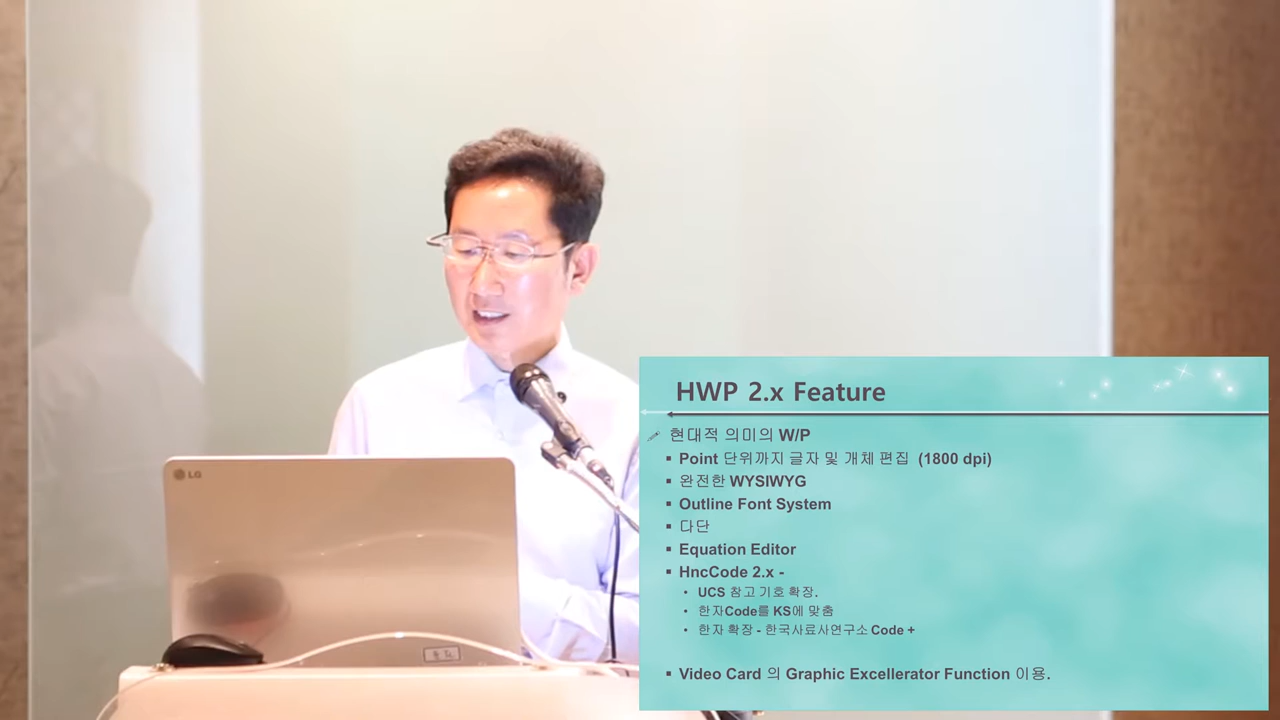 LG
HWP 2.x Feature
현대적 의미의 W/P
▪ Point 단위까지 글자 및 개체 편집 (1800 dpi)
▪ 완전한 WYSIWYG
▪ Outline Font System
▪ 다단
▪ Equation Editor
▪ HncCode 2.x -
• UCS 참고 기호 확장.
• 한자Code를 KS에 맞춤
• 한자 확장 - 한국사료사연구소 Code +
▪ Video Card 의 Graphic Excellerator Function 이용.